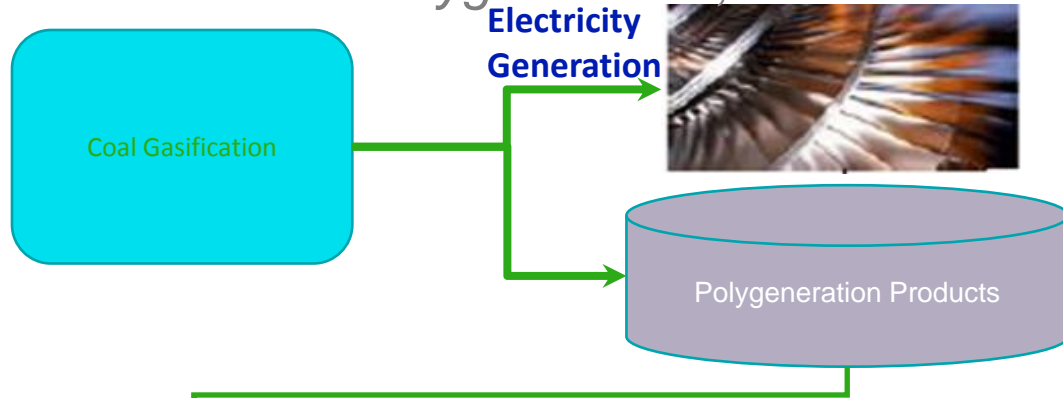 Electricity
Generation
Coal Gasification
Polygeneration Products